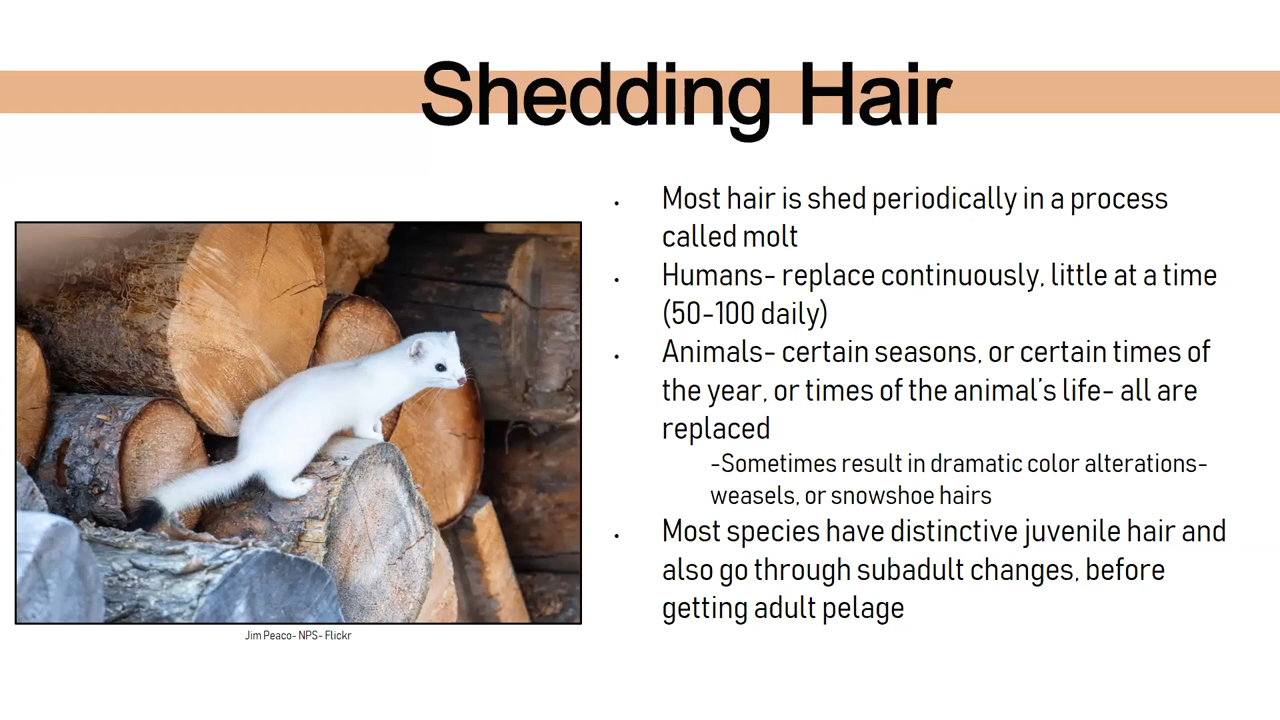 Shedding Hair
• Most hair is shed periodically in a process
called molt
• Humans- replace continuously, little at a time
(50-100 daily)
• Animals- certain seasons, or certain times of
the year, or times of the animal's life- all are
replaced
-Sometimes result in dramatic color alterations-
weasels, or snowshoe hairs
• Most species have distinctive juvenile hair and
also go through subadult changes, before
getting adult pelage
Jim Peaco- NPS- Flickr